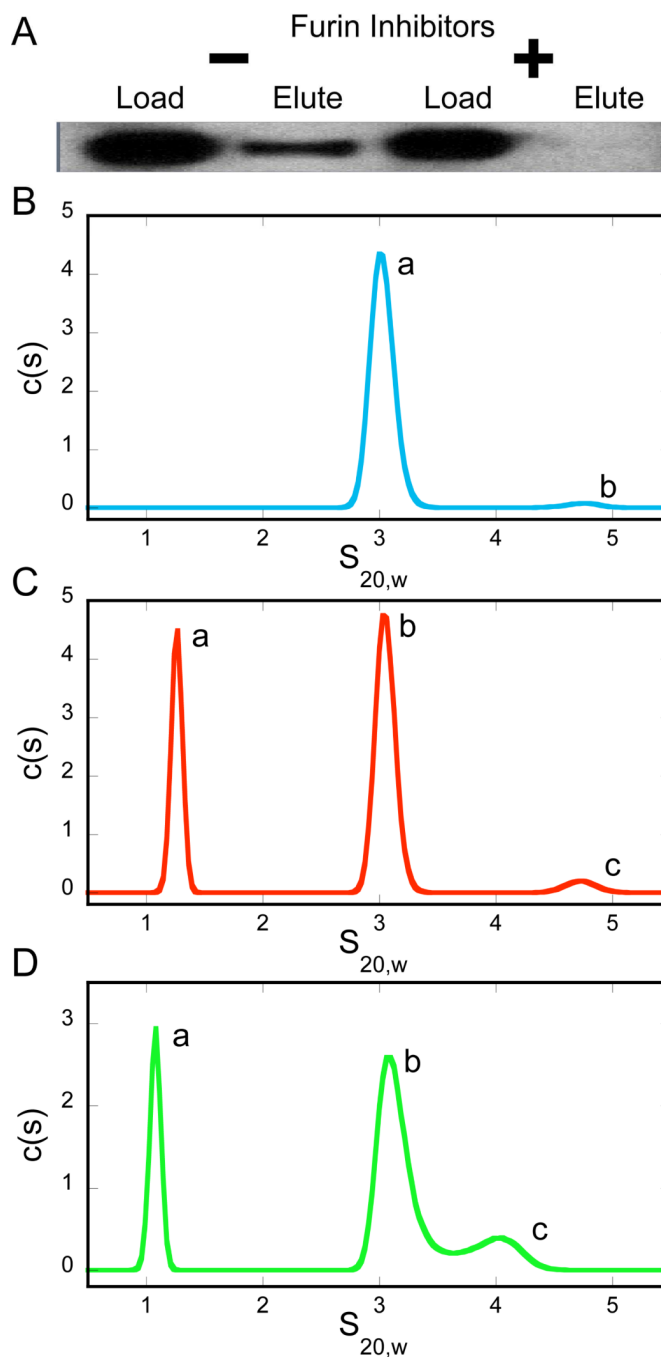 A
Furin Inhibitors
− +
Load Elute Load Elute
B
5
4
3
2
1
0
c(s)
a
b
1 2 3 4 5
S20,w
C
5
4
3
2
1
0
c(s)
a
b
c
1 2 3 4 5
S20,w
D
3
2
1
0
c(s)
a
b
c
1 2 3 4 5
S20,w